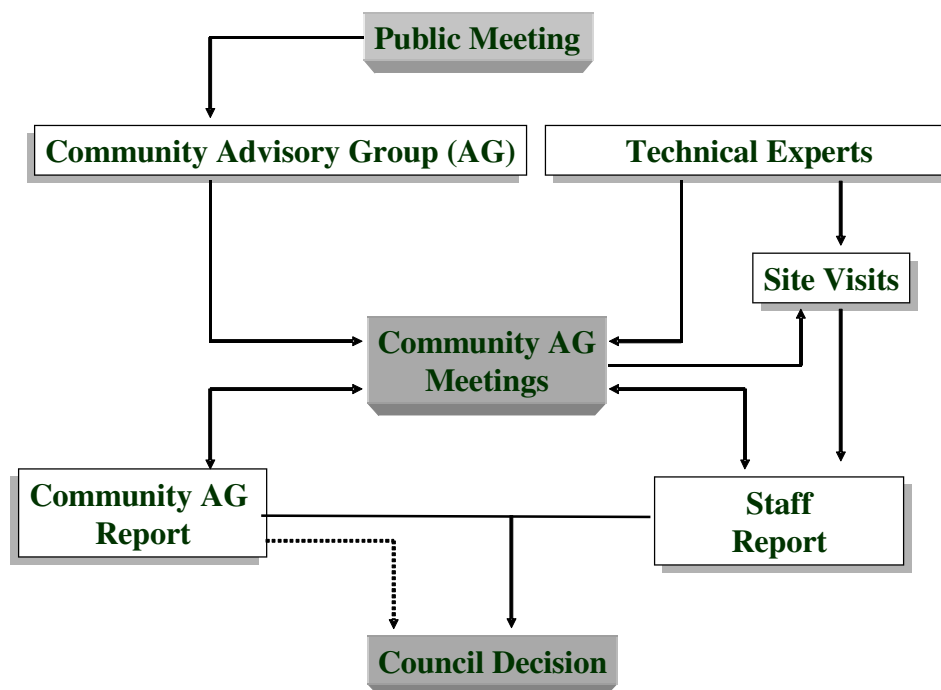 Public Meeting
Community Advisory Group (AG)
Technical Experts
Site Visits
Community AG
Meetings
Community AG
Report
Staff
Report
Council Decision